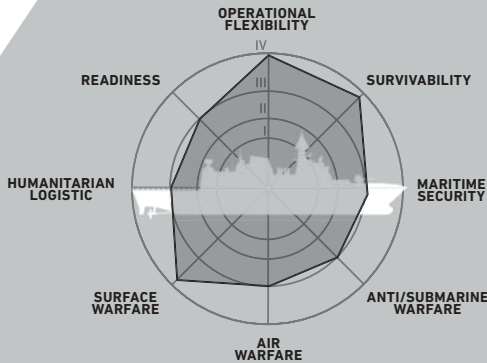 OPERATIONAL
FLEXIBILITY
IV
READINESS
SURVIVABILITY
III
II
I
HUMANITARIAN
LOGISTIC
MARITIME
SECURITY
SURFACE
WARFARE
ANTI/SUBMARINE
WARFARE
AIR
WARFARE